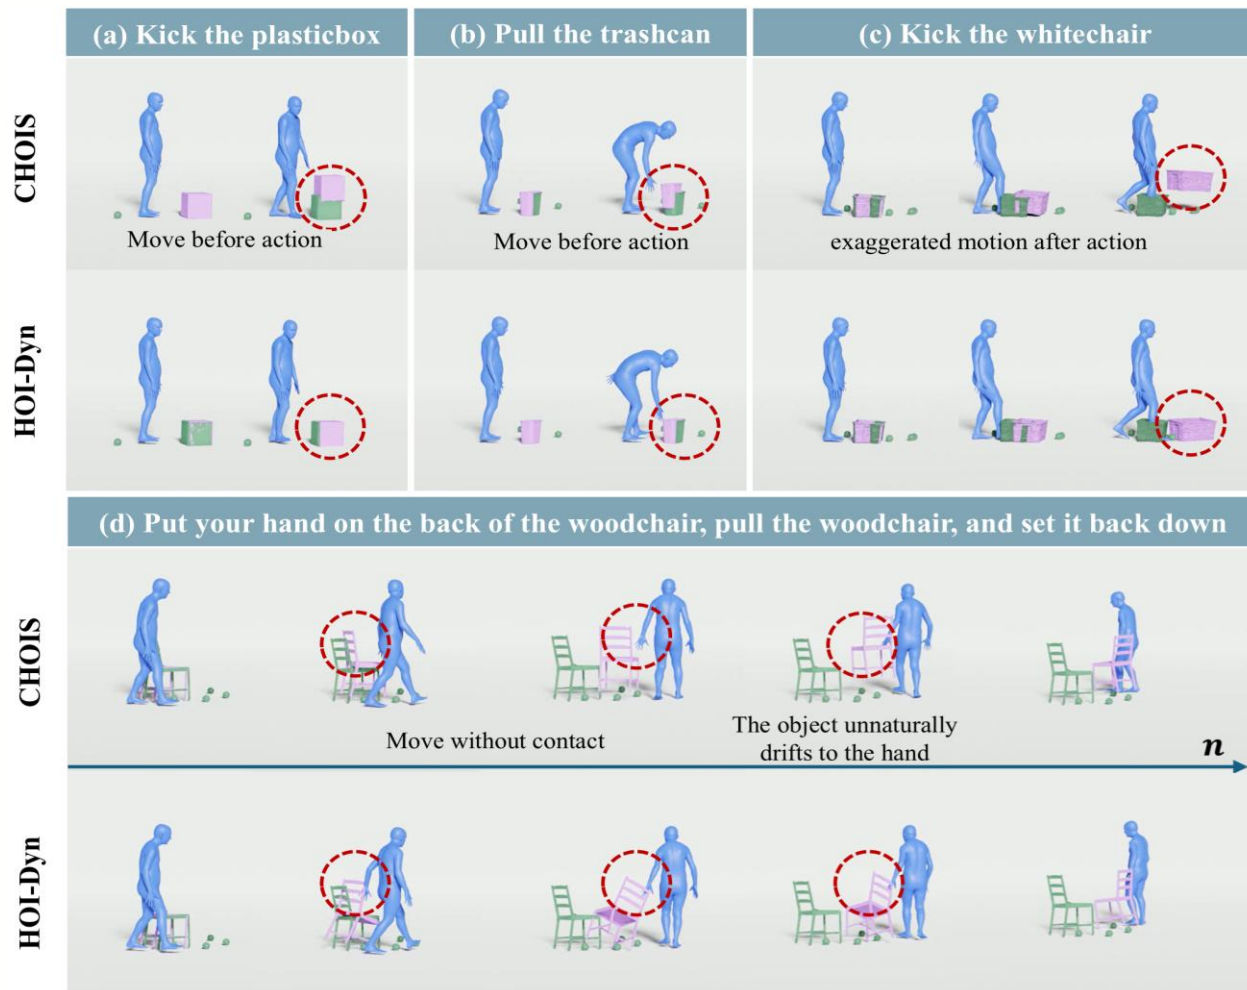 (a) Kick the plasticbox
(b) Pull the trashcan
(c) Kick the whitechair
CHOIS
Move before action
Move before action
exaggerated motion after action
HOI-Dyn
(d) Put your hand on the back of the woodchair, pull the woodchair, and set it back down
CHOIS
Move without contact
The object unnaturally
drifts to the hand
n
HOI-Dyn